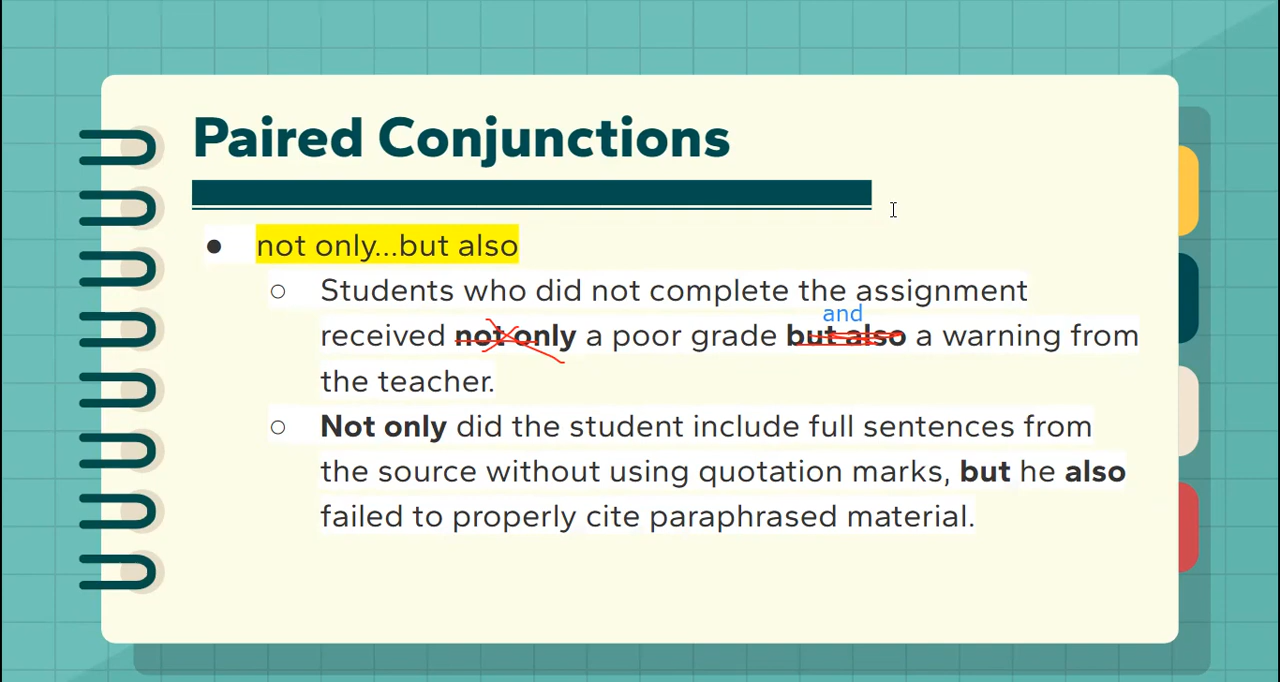 Paired Conjunctions
● not only...but also
○ Students who did not complete the assignment
and
received not only a poor grade but also a warning from
the teacher.
○ Not only did the student include full sentences from
the source without using quotation marks, but he also
failed to properly cite paraphrased material.